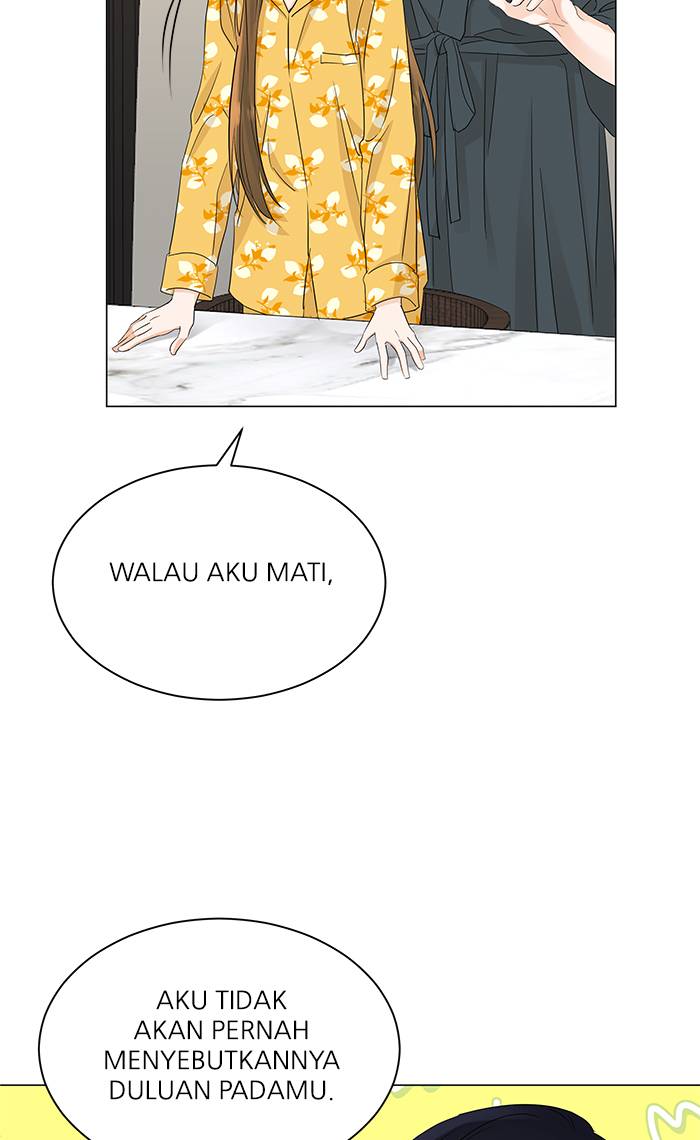 WALAU AKU MATI,
AKU TIDAK
AKAN PERNAH
MENYEBUTKANNYA
DULUAN PADAMU.